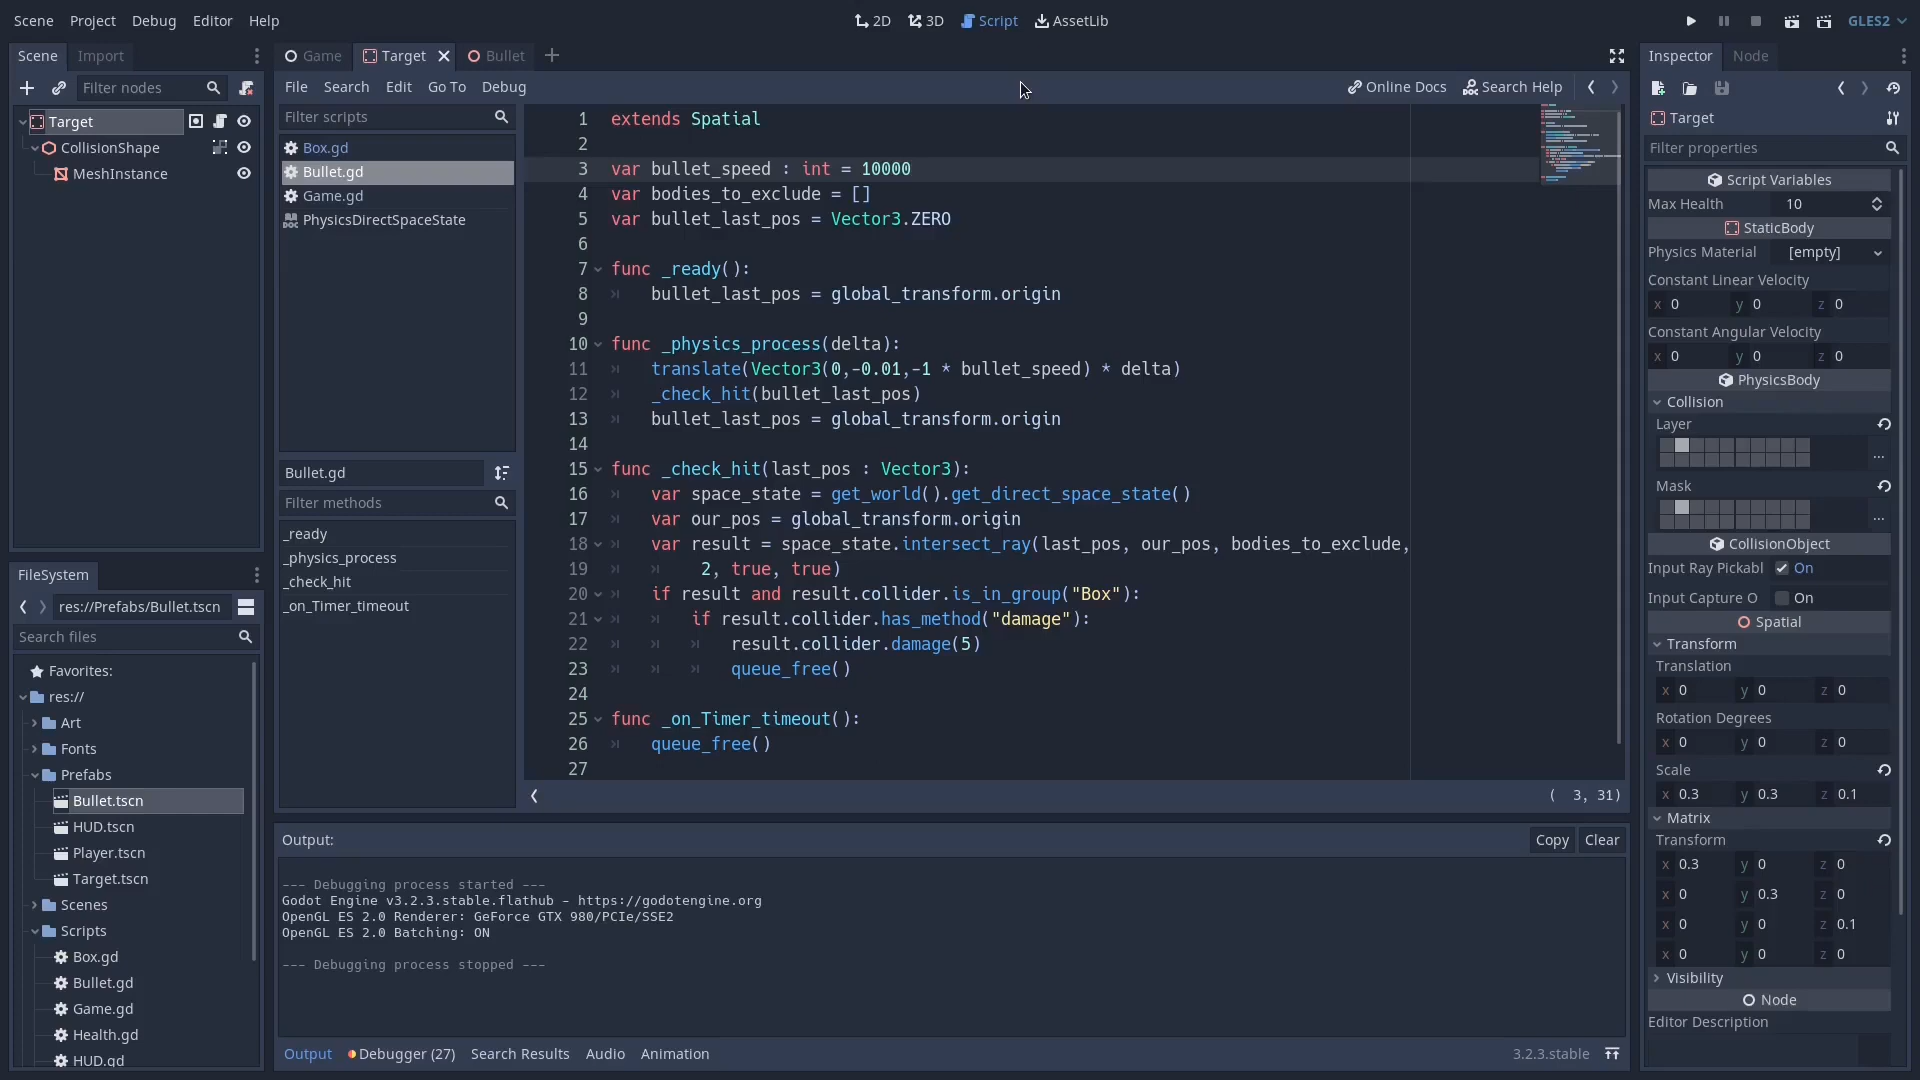 Scene Project Debug Editor Help
2D 3D Script AssetLib
GLES2
Scene Import
Filter nodes
Target
CollisionShape
MeshInstance
FileSystem
res://Prefabs/Bullet.tscn
Search files
Favorites:
res://
Art
Fonts
Prefabs
Bullet.tscn
HUD.tscn
Player.tscn
Target.tscn
Scenes
Scripts
Box.gd
Bullet.gd
Game.gd
Health.gd
HUD.gd
Game Target Bullet
File Search Edit Go To Debug
Online Docs Search Help
Filter scripts
Box.gd
Bullet.gd
Game.gd
PhysicsDirectSpaceState
Bullet.gd
Filter methods
_ready
_physics_process
_check_hit
_on_Timer_timeout
1 extends Spatial
2
3 var bullet_speed : int = 10000
4 var bodies_to_exclude = []
5 var bullet_last_pos = Vector3.ZERO
6
7 func _ready():
8 bullet_last_pos = global_transform.origin
9
10 func _physics_process(delta):
11 translate(Vector3(0,-0.01,-1 * bullet_speed) * delta)
12 _check_hit(bullet_last_pos)
13 bullet_last_pos = global_transform.origin
14
15 func _check_hit(last_pos : Vector3):
16 var space_state = get_world().get_direct_space_state()
17 var our_pos = global_transform.origin
18 var result = space_state.intersect_ray(last_pos, our_pos, bodies_to_exclude,
19 2, true, true)
20 if result and result.collider.is_in_group("Box"):
21 if result.collider.has_method("damage"):
22 result.collider.damage(5)
23 queue_free()
24
25 func _on_Timer_timeout():
26 queue_free()
27
( 3, 31)
Output:
Copy Clear
--- Debugging process started ---
Godot Engine v3.2.3.stable.flathub - https://godotengine.org
OpenGL ES 2.0 Renderer: GeForce GTX 980/PCIe/SSE2
OpenGL ES 2.0 Batching: ON
--- Debugging process stopped ---
Output Debugger (27) Search Results Audio Animation
3.2.3.stable
Inspector Node
Target
Filter properties
Script Variables
Max Health 10
StaticBody
Physics Material [empty]
Constant Linear Velocity
x 0 y 0 z 0
Constant Angular Velocity
x 0 y 0 z 0
PhysicsBody
Collision
Layer
...
Mask
...
CollisionObject
Input Ray Pickabl On
Input Capture O On
Spatial
Transform
Translation
x 0 y 0 z 0
Rotation Degrees
x 0 y 0 z 0
Scale
x 0.3 y 0.3 z 0.1
Matrix
Transform
x 0.3 y 0 z 0
x 0 y 0.3 z 0
x 0 y 0 z 0.1
x 0 y 0 z 0
Visibility
Node
Editor Description